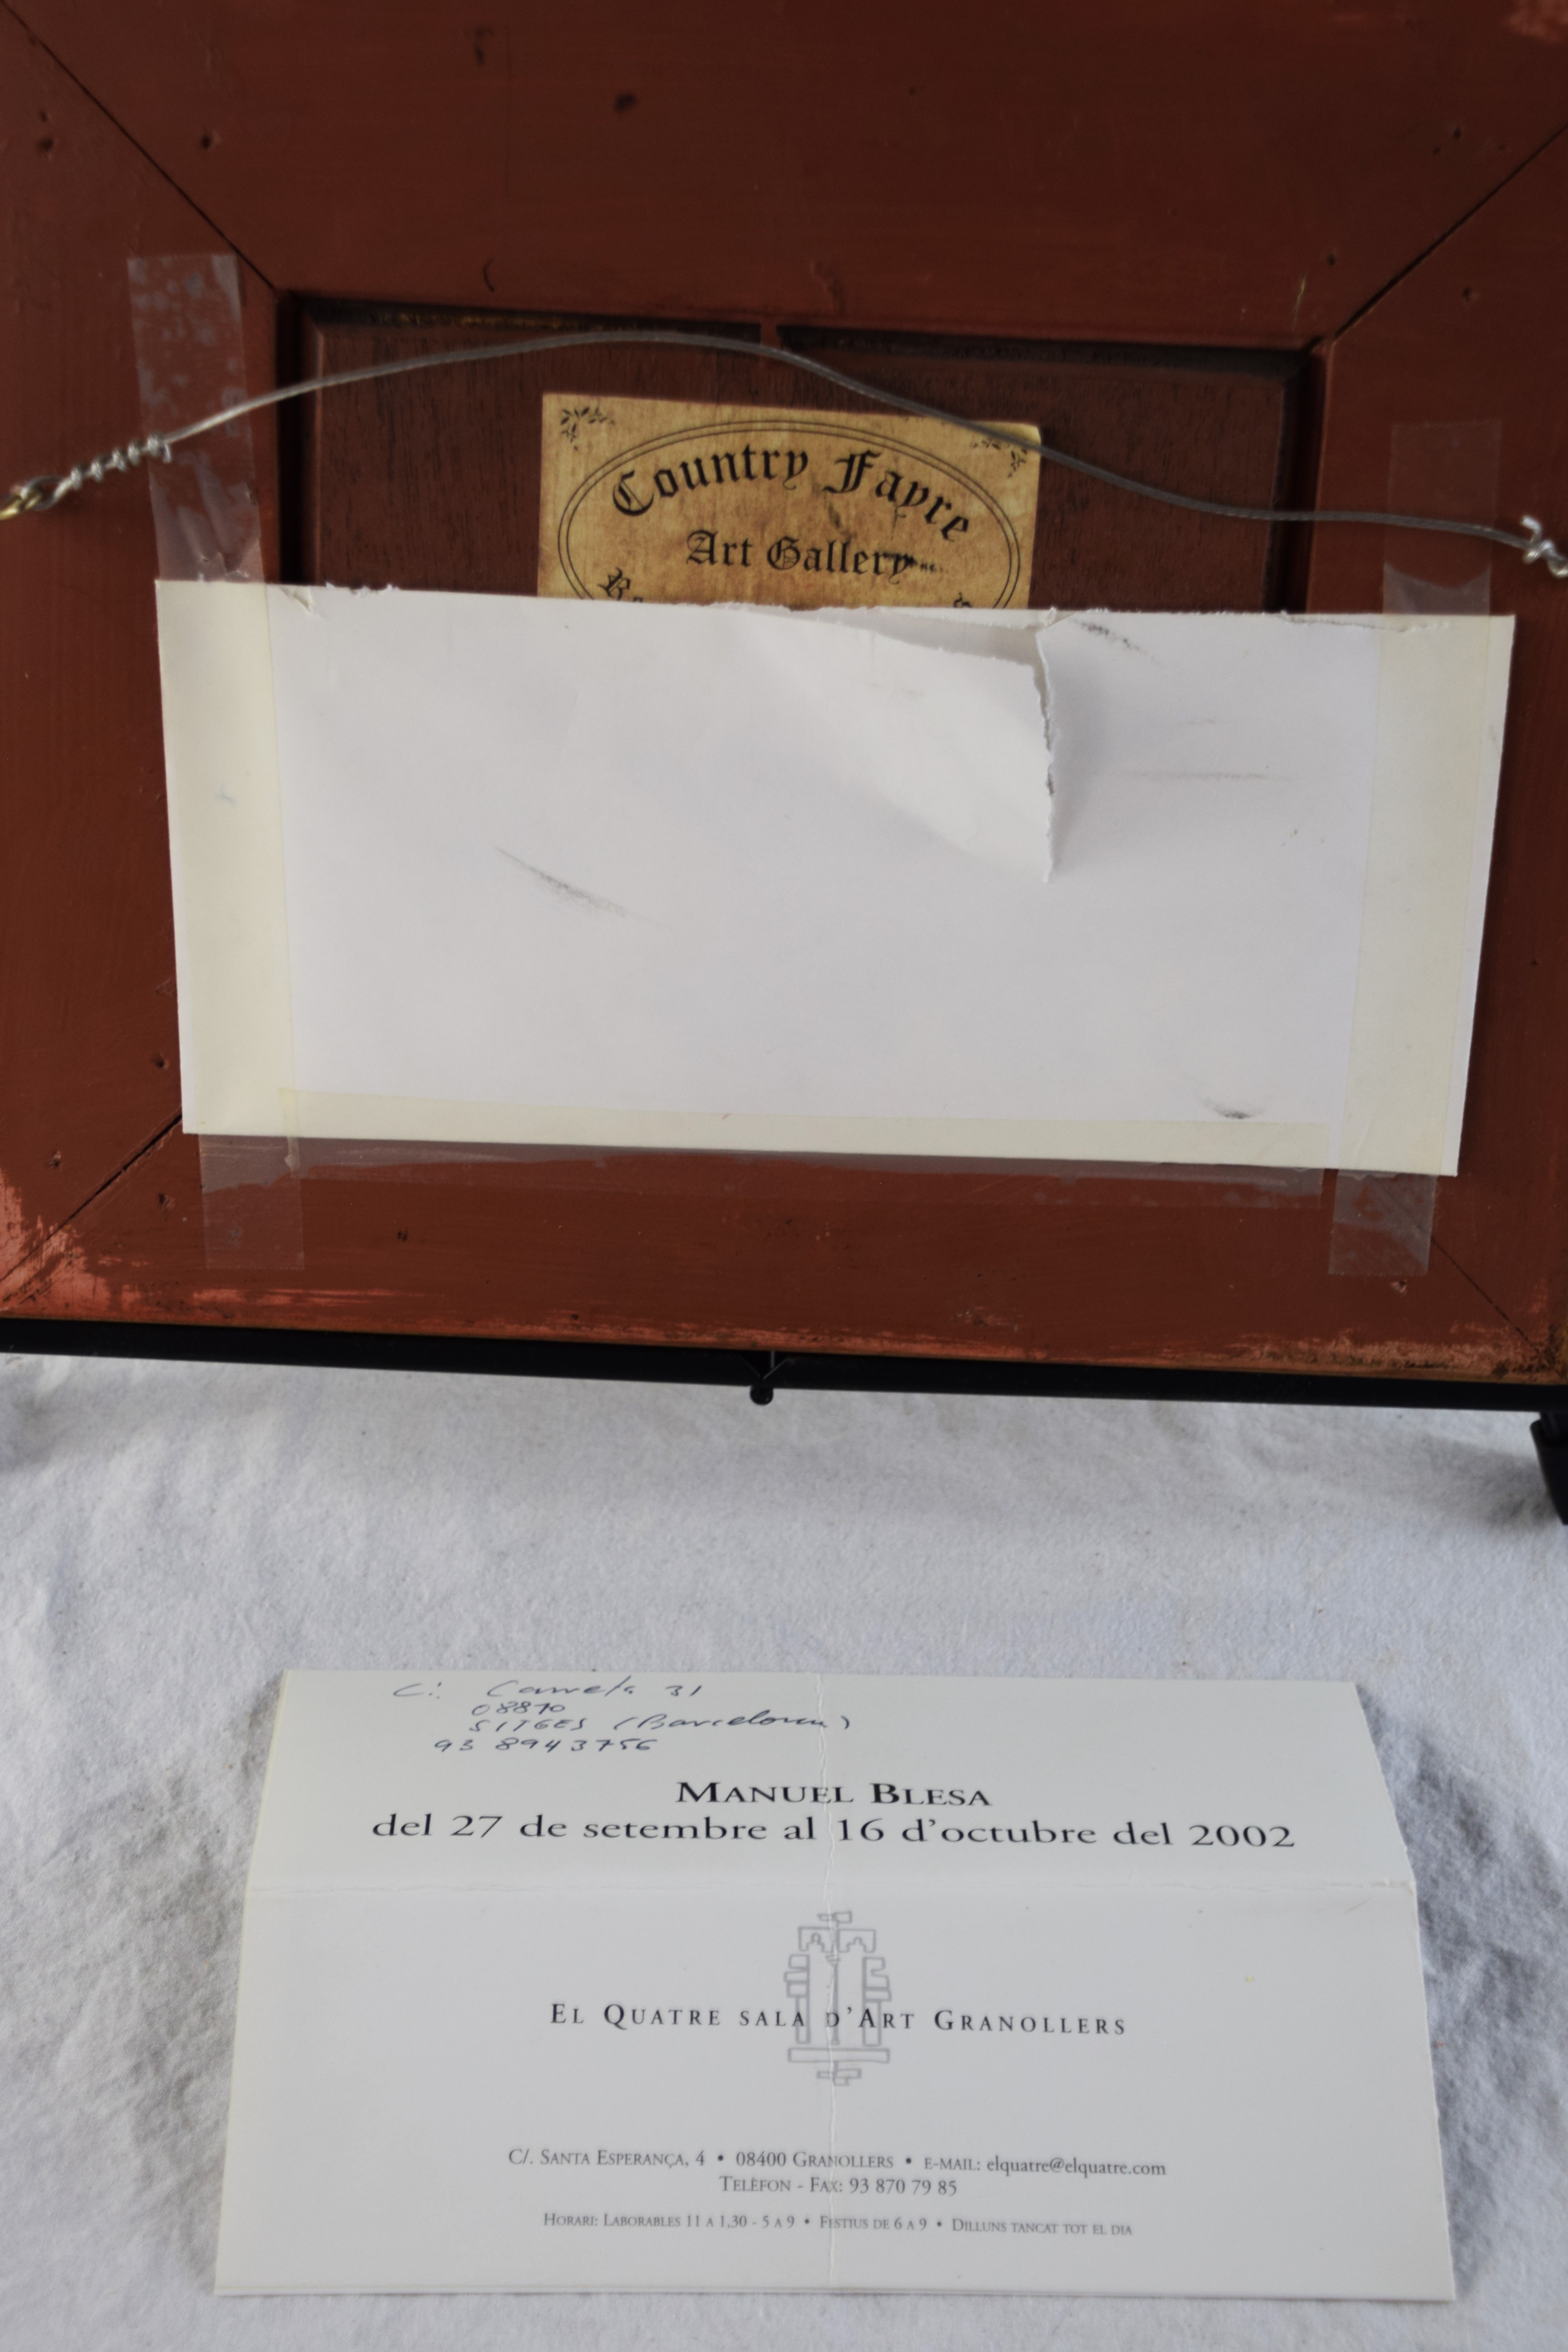 Country Fayre
Art Gallery
C:  31
08870
SITGES (Barcelona)
93 8943756
MANUEL BLESA
del 27 de setembre al 16 d'octubre del 2002
EL QUATRE SALA D'ART GRANOLLERS
C/. SANTA ESPERANÇA, 4 • 08400 GRANOLLERS • E-MAIL: elquatre@elquatre.com
TELÈFON - FAX: 93 870 79 85
HORARI: LABORABLES 11 A 1,30 - 5 A 9 • FESTIUS DE 6 A 9 • DILLUNS TANCAT TOT EL DIA